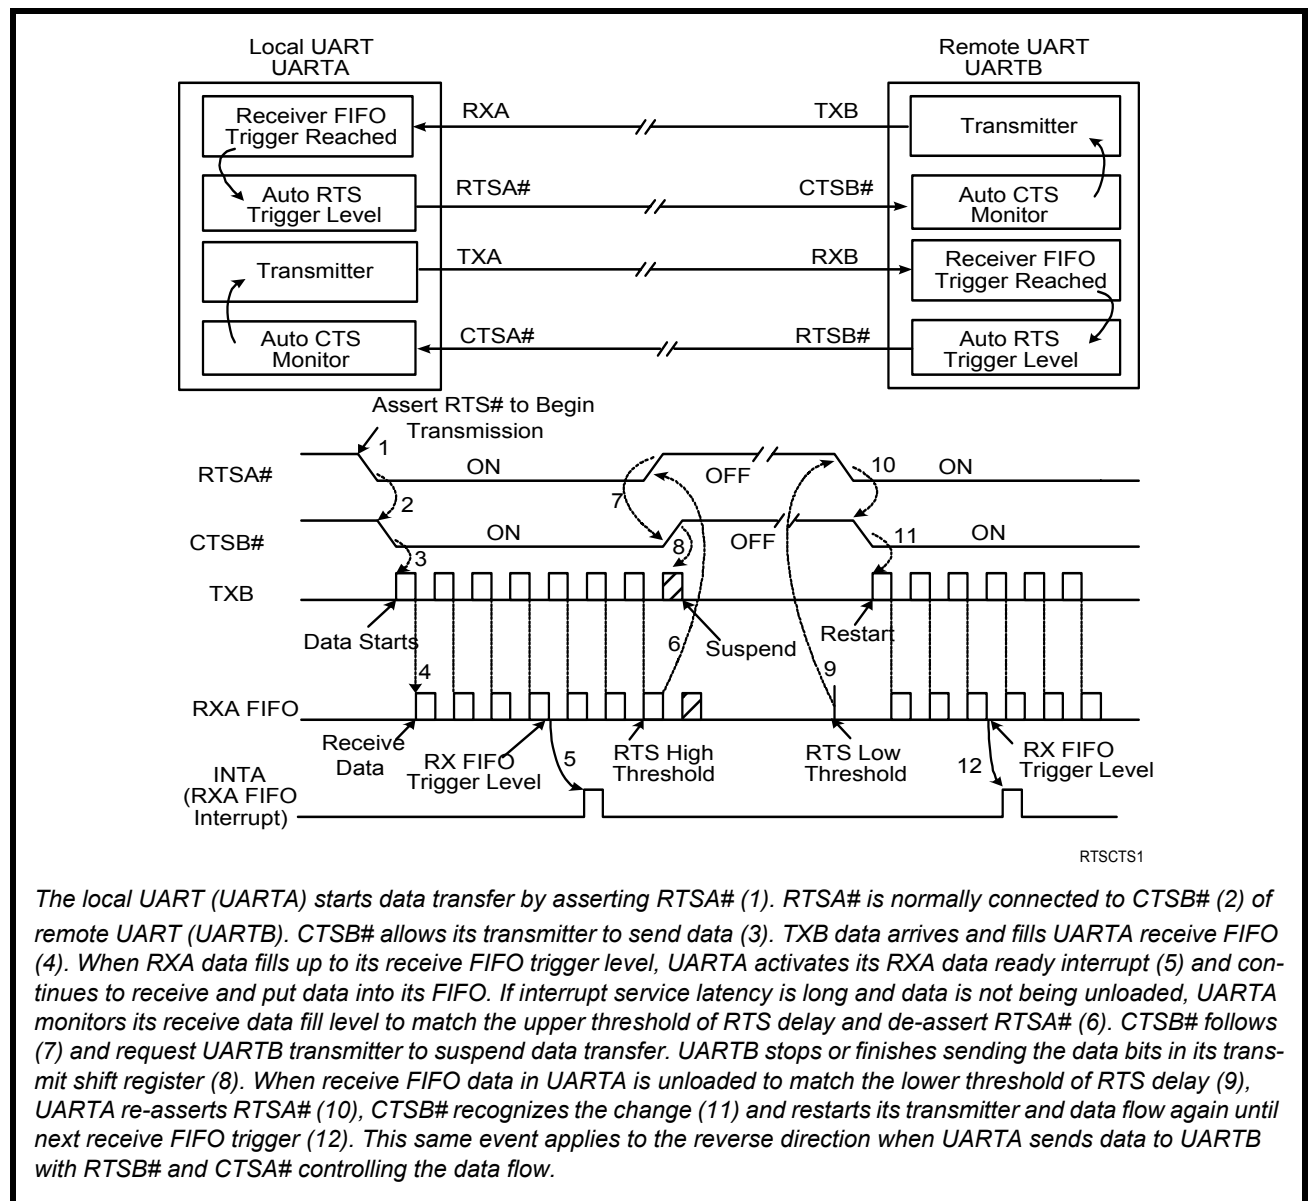 Local UART
UARTA
Remote UART
UARTB
Receiver FIFO
Trigger Reached
RXA
TXB
Transmitter
Auto RTS
Trigger Level
RTSA#
CTSB#
Auto CTS
Monitor
Transmitter
TXA
RXB
Receiver FIFO
Trigger Reached
Auto CTS
Monitor
CTSA#
RTSB#
Auto RTS
Trigger Level
Assert RTS# to Begin
Transmission
1
RTSA#
ON
OFF
10
ON
2
7
CTSB#
ON
8
OFF
11
ON
3
TXB
Data Starts
6
Suspend
Restart
4
9
RXA FIFO
Receive
Data
RX FIFO
Trigger Level
5
RTS High
Threshold
RTS Low
Threshold
12
RX FIFO
Trigger Level
INTA
(RXA FIFO
Interrupt)
RTSCTS1
The local UART (UARTA) starts data transfer by asserting RTSA# (1). RTSA# is normally connected to CTSB# (2) of
remote UART (UARTB). CTSB# allows its transmitter to send data (3). TXB data arrives and fills UARTA receive FIFO
(4). When RXA data fills up to its receive FIFO trigger level, UARTA activates its RXA data ready interrupt (5) and con-
tinues to receive and put data into its FIFO. If interrupt service latency is long and data is not being unloaded, UARTA
monitors its receive data fill level to match the upper threshold of RTS delay and de-assert RTSA# (6). CTSB# follows
(7) and request UARTB transmitter to suspend data transfer. UARTB stops or finishes sending the data bits in its trans-
mit shift register (8). When receive FIFO data in UARTA is unloaded to match the lower threshold of RTS delay (9),
UARTA re-asserts RTSA# (10), CTSB# recognizes the change (11) and restarts its transmitter and data flow again until
next receive FIFO trigger (12). This same event applies to the reverse direction when UARTA sends data to UARTB
with RTSB# and CTSA# controlling the data flow.